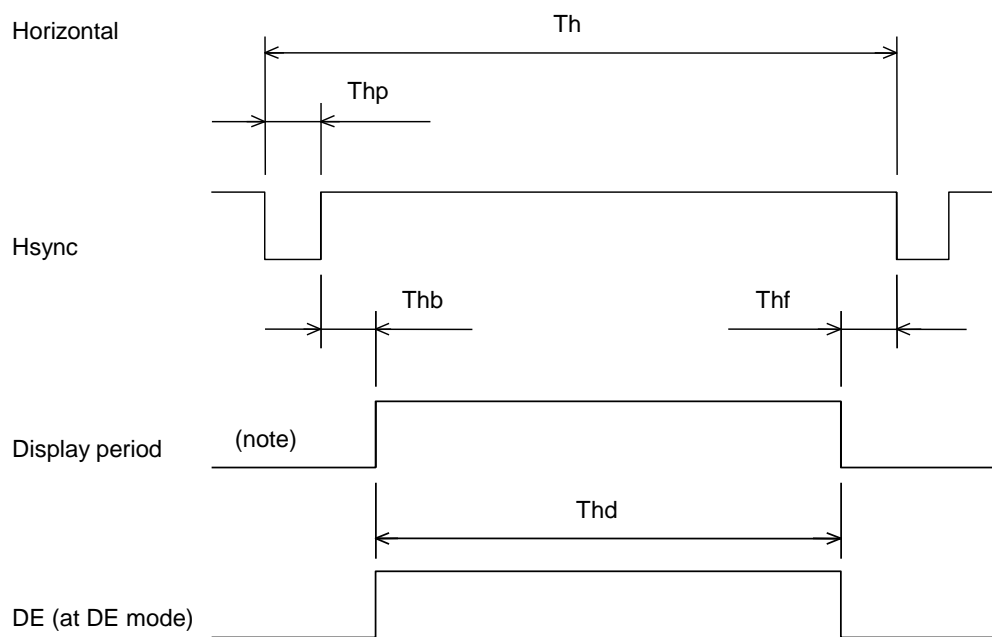 Horizontal
Th
Thp
Hsync
Thb
Thf
Display period
(note)
Thd
DE (at DE mode)